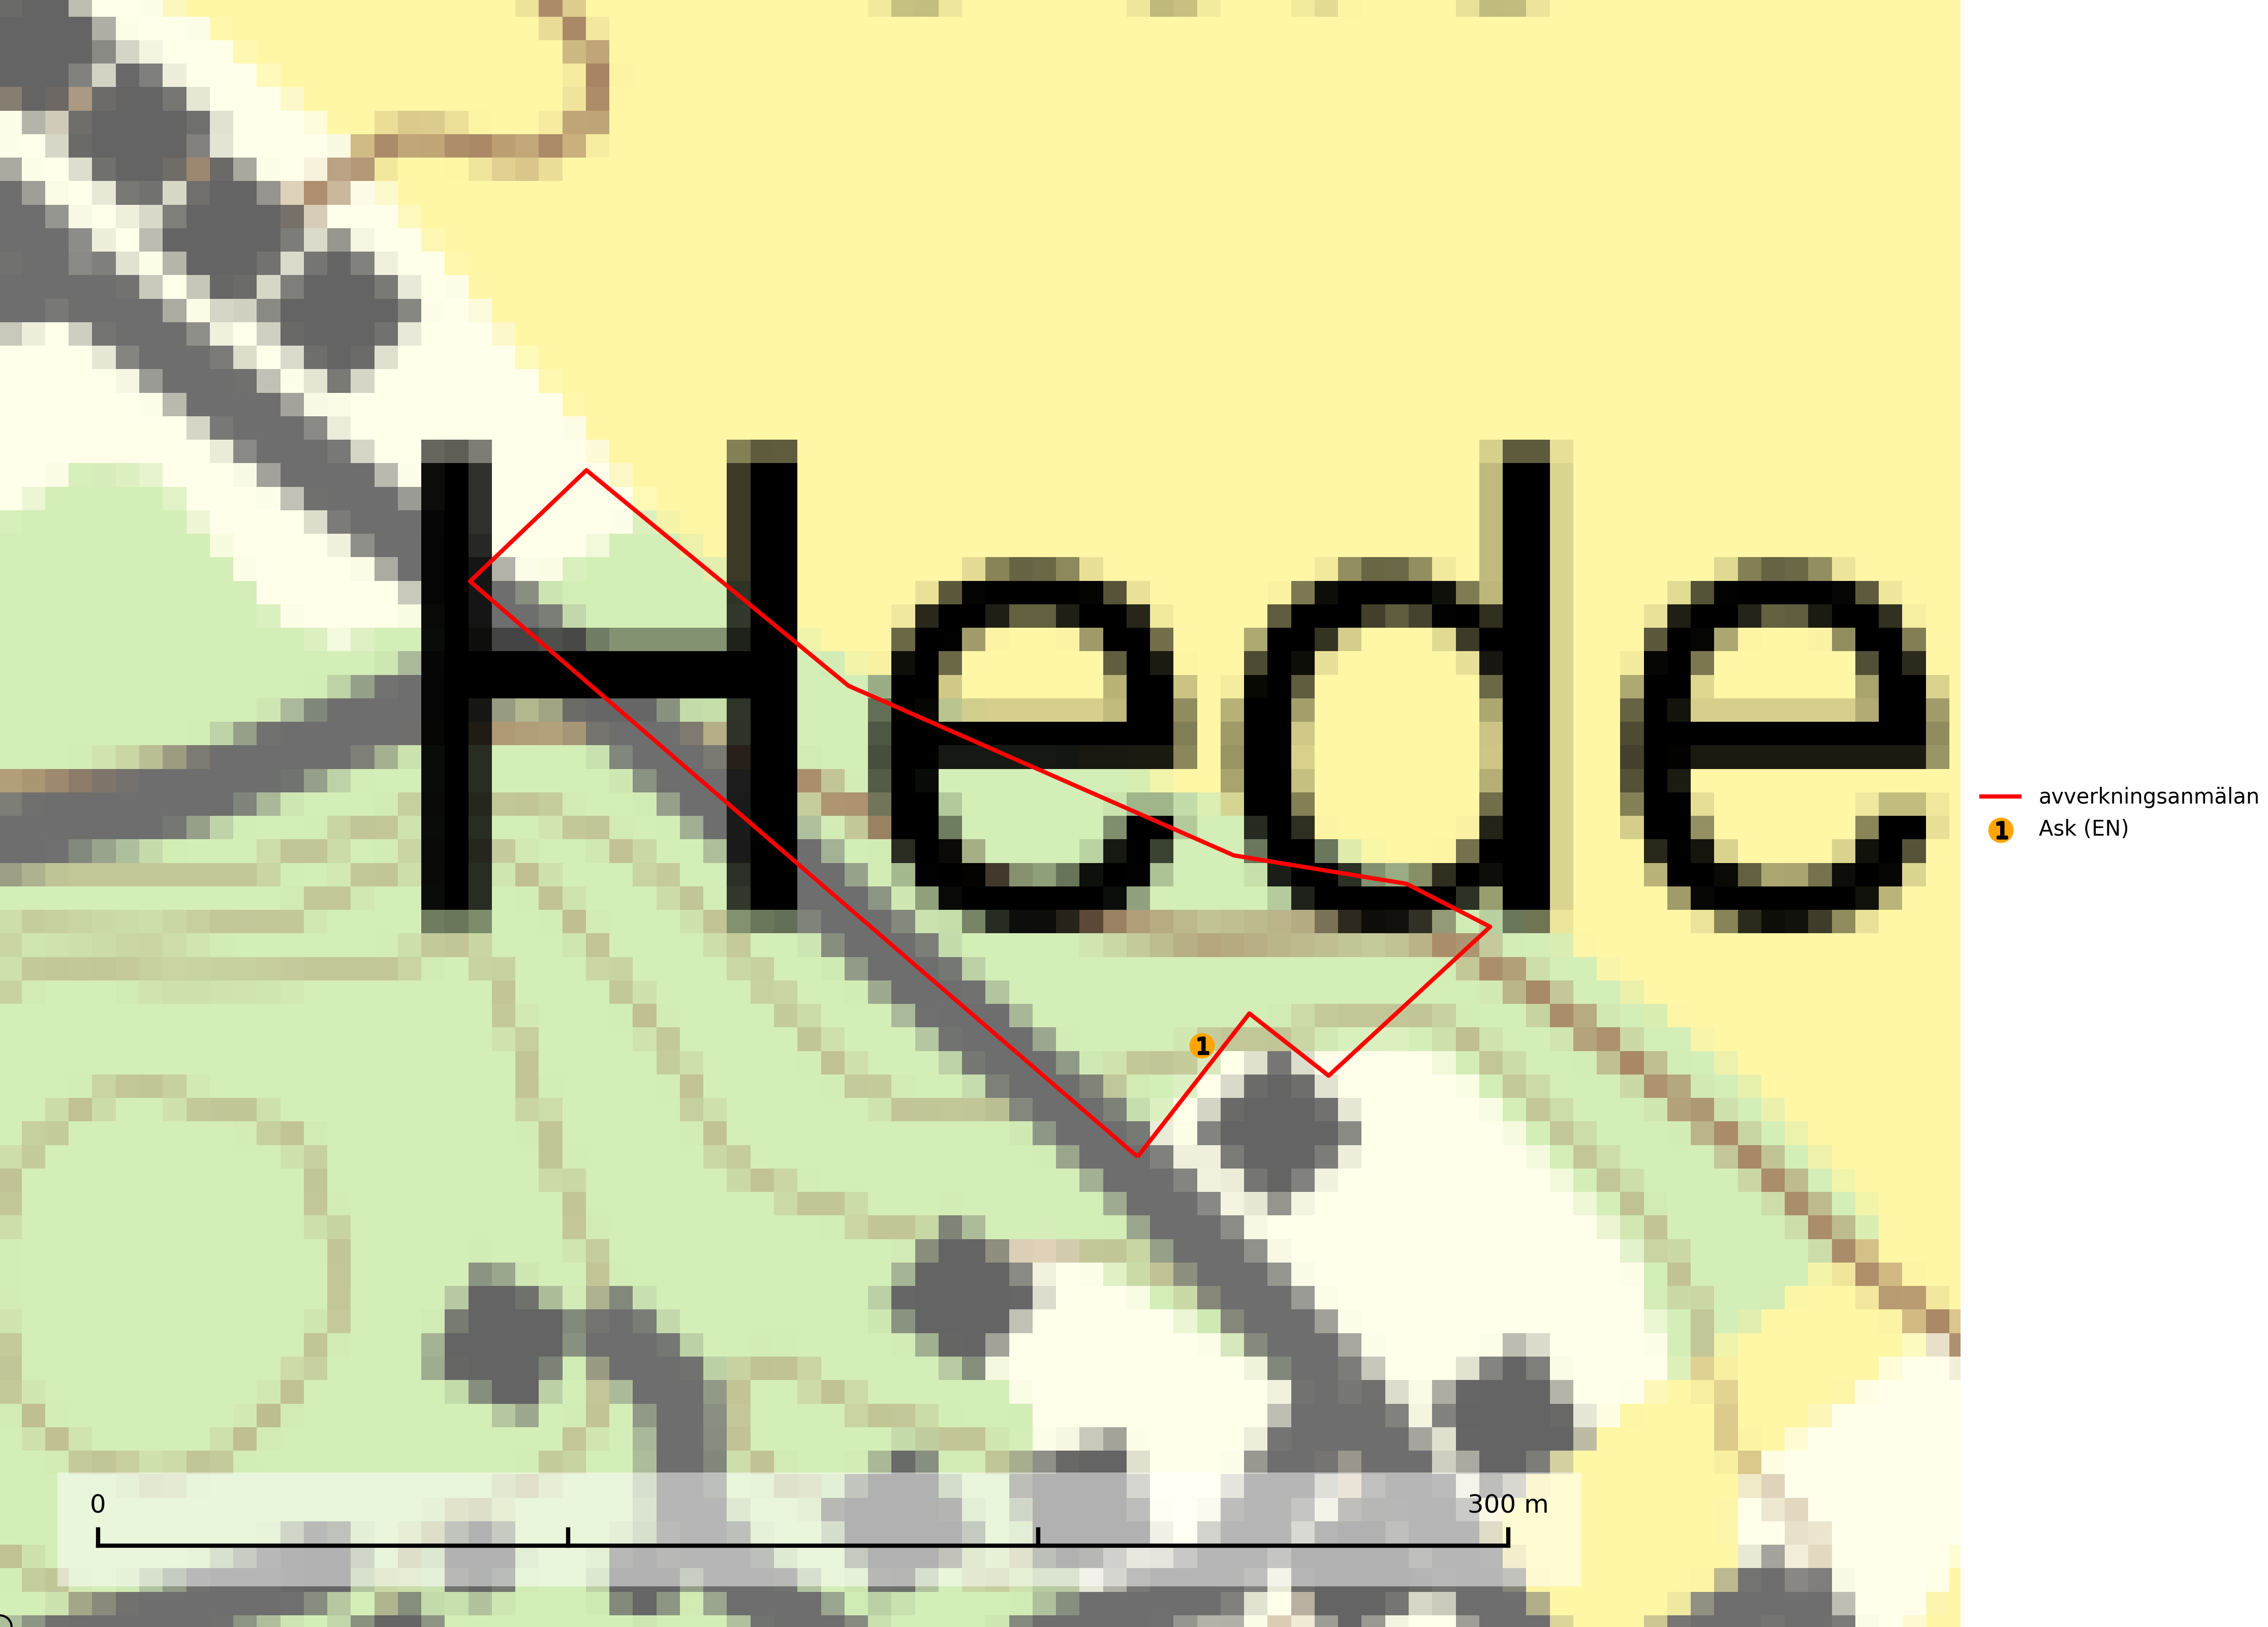 Hede
avverkningsanmälan
1 Ask (EN)
1
0 300 m